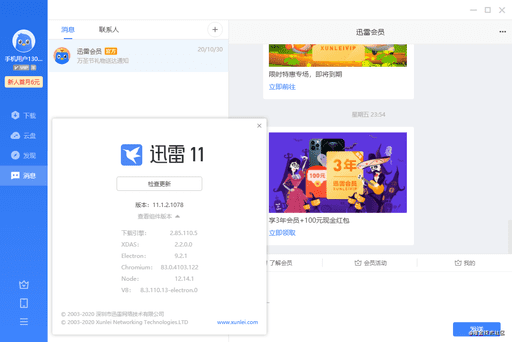 手机用户130...
新人首月6元
下载
云盘
发现
消息
消息
联系人
迅雷会员 官方
20/10/30
万圣节礼物送达通知
迅雷会员
XUNLEIVIP
限时特惠专场，即将到期
立即前往
星期五 23:54
100元
3年
迅雷会员
享3年会员+100元现金红包
立即领取
了解会员
会员活动
我的
发送
迅雷 11
检查更新
版本：11.1.2.1078
查看组件版本
下载引擎： 2.85.110.5
XDAS： 2.2.0.0
Electron： 9.2.1
Chromium： 83.0.4103.122
Node： 12.14.1
V8： 8.3.110.13-electron.0
© 2003-2020 深圳市迅雷网络技术有限公司
© 2003-2020 Xunlei Networking Technologies.LTD
www.xunlei.com